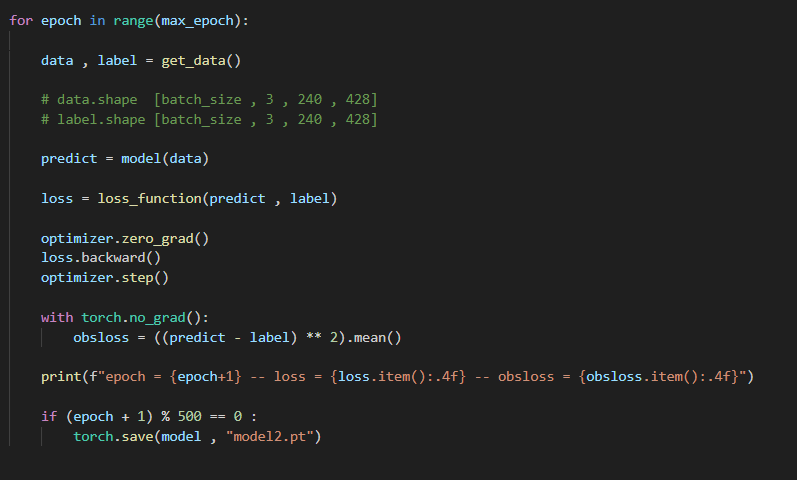 for epoch in range(max_epoch):
data , label = get_data()
# data.shape  [batch_size , 3 , 240 , 428]
# label.shape [batch_size , 3 , 240 , 428]
predict = model(data)
loss = loss_function(predict , label)
optimizer.zero_grad()
loss.backward()
optimizer.step()
with torch.no_grad():
obsloss = ((predict - label) ** 2).mean()
print(f"epoch = {epoch+1} -- loss = {loss.item():.4f} -- obsloss = {obsloss.item():.4f}")
if (epoch + 1) % 500 == 0 :
torch.save(model , "model2.pt")